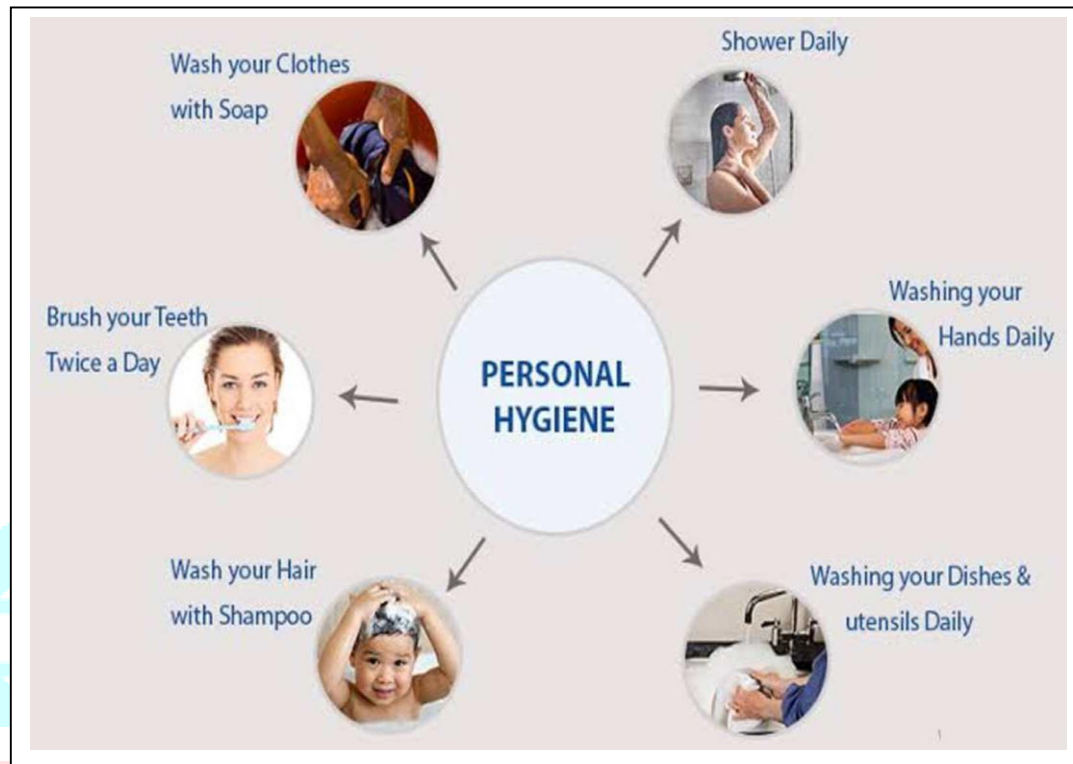 Shower Daily
Wash your Clothes
with Soap
Washing your
Hands Daily
Brush your Teeth
Twice a Day
PERSONAL
HYGIENE
Wash your Hair
with Shampoo
Washing your Dishes &
utensils Daily
1